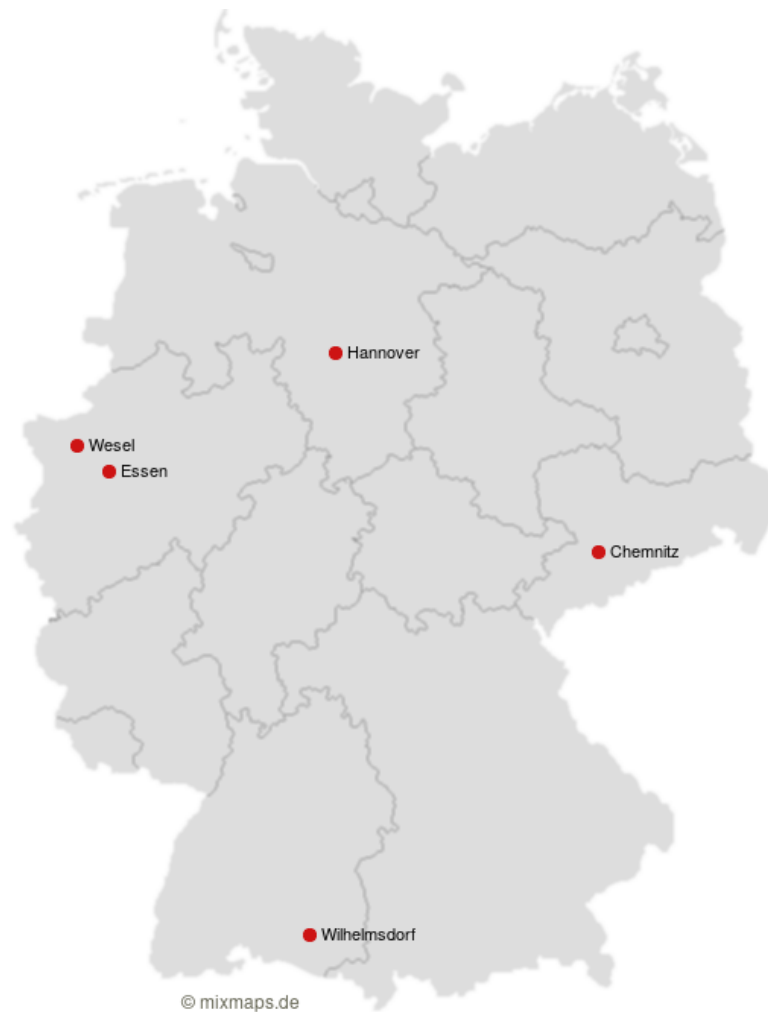 Hannover
Wesel
Essen
Chemnitz
Wilhelmsdorf
© mixmaps.de